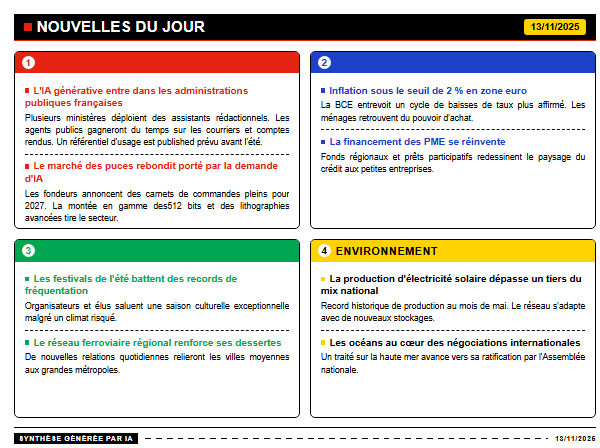 NOUVELLES DU JOUR
13/11/2025
1
L'IA générative entre dans les administrations
publiques françaises
Plusieurs ministères déploient des assistants rédactionnels. Les
agents publics gagneront du temps sur les courriers et comptes
rendus. Un référentiel d'usage est published prévu avant l'été.
Le marché des puces rebondit porté par la demande
d'IA
Les fondeurs annoncent des carnets de commandes pleins pour
2027. La montée en gamme des512 bits et des lithographies
avancées tire le secteur.
2
Inflation sous le seuil de 2 % en zone euro
La BCE entrevoit un cycle de baisses de taux plus affirmé. Les
ménages retrouvent du pouvoir d'achat.
La financement des PME se réinvente
Fonds régionaux et prêts participatifs redessinent le paysage du
crédit aux petites entreprises.
3
Les festivals de l'été battent des records de
fréquentation
Organisateurs et élus saluent une saison culturelle exceptionnelle
malgré un climat risqué.
Le réseau ferroviaire régional renforce ses dessertes
De nouvelles relations quotidiennes relieront les villes moyennes
aux grandes métropoles.
4 ENVIRONNEMENT
La production d'électricité solaire dépasse un tiers du
mix national
Record historique de production au mois de mai. Le réseau s'adapte
avec de nouveaux stockages.
Les océans au cœur des négociations internationales
Un traité sur la haute mer avance vers sa ratification par l'Assemblée
nationale.
SYNTHÈSE GÉNÉRÉE PAR IA
13/11/2025